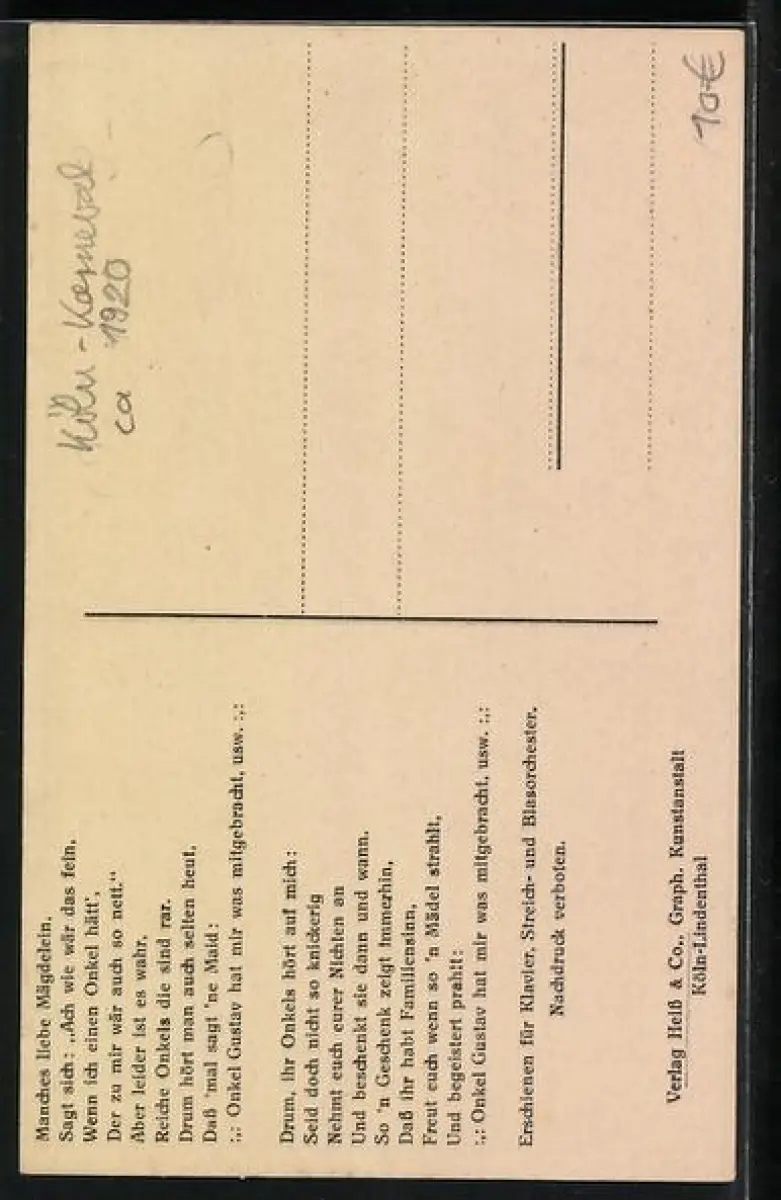 Manches liebe Mägdelein,
Sagt sich: „Ach wie wär das fein,
Wenn ich einen Onkel hätt',
Der zu mir wär auch so nett.“
Aber leider ist es wahr,
Reiche Onkels die sind rar.
Drum hört man auch selten heut,
Daß 'mal sagt 'ne Maid:
:,: Onkel Gustav hat mir was mitgebracht, usw. :,:
Drum, ihr Onkels hört auf mich:
Seid doch nicht so knickerig
Nehmt euch eurer Nichten an
Und beschenkt sie dann und wann.
So 'n Geschenk zeigt immerhin,
Daß ihr habt Familiensinn,
Freut euch wenn so 'n Mädel strahlt,
Und begeistert prahlt:
:,: Onkel Gustav hat mir was mitgebracht, usw. :,:
Erschienen für Klavier, Streich- und Blasorchester.
Nachdruck verboten.
Verlag Heiß & Co., Graph. Kunstanstalt
Köln-Lindenthal
Köln - Karneval
ca 1920
10€